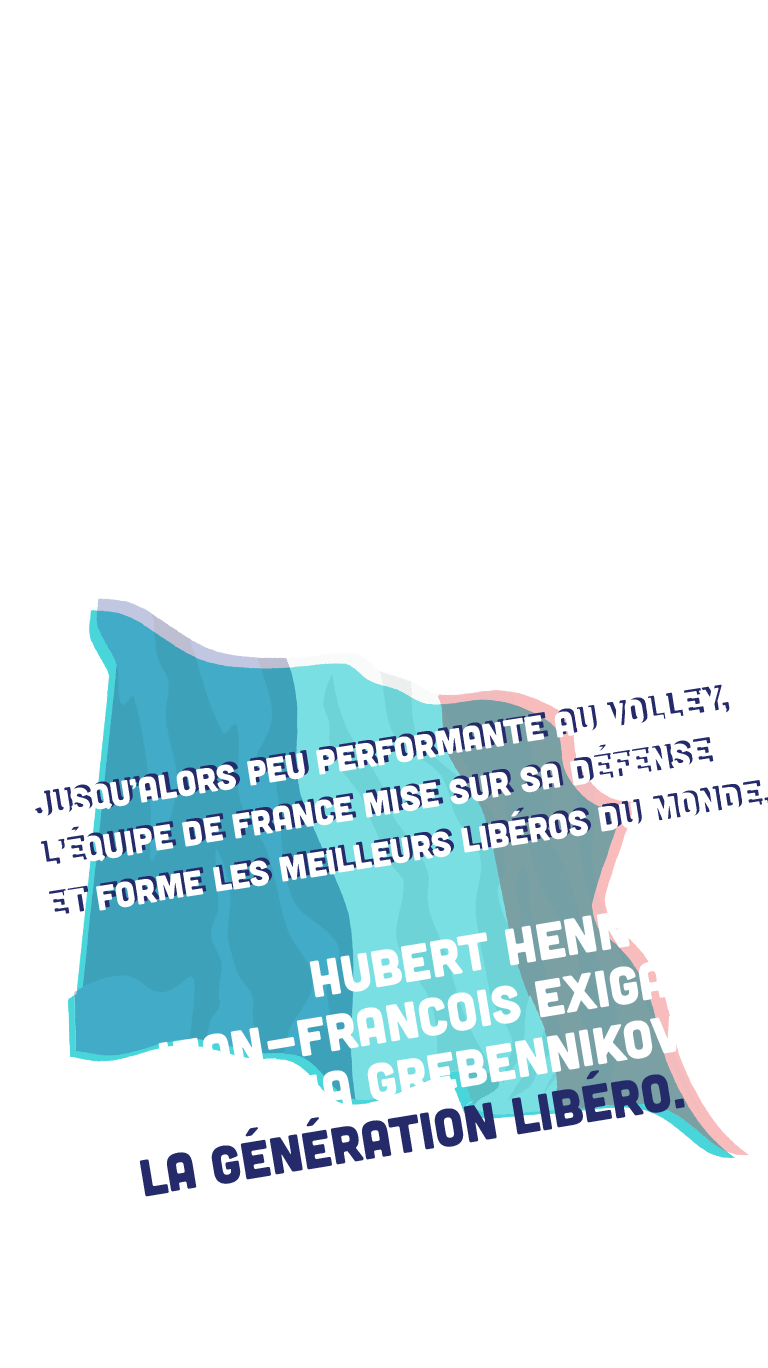 JUSQU'ALORS PEU PERFORMANTE AU VOLLEY,
L'ÉQUIPE DE FRANCE MISE SUR SA DÉFENSE
ET FORME LES MEILLEURS LIBÉROS DU MONDE.
HUBERT
JEAN-FRANCOIS EXIGA
GREBENNIKOV
LA GÉNÉRATION LIBÉRO.